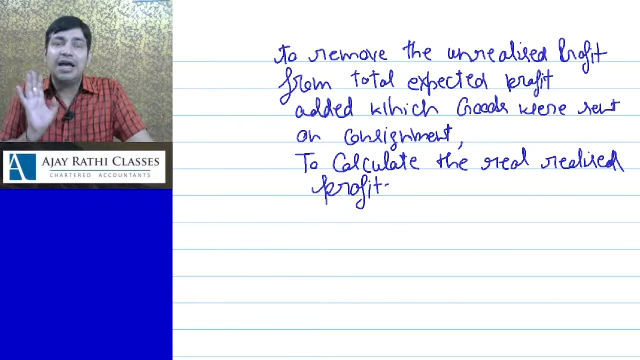 To remove the unrealised Profit
from total expected profit
added which Goods were sent
on consignment,
To Calculate the real realised
profit.
A
AJAY RATHI CLASSES
CHARTERED ACCOUNTANTS